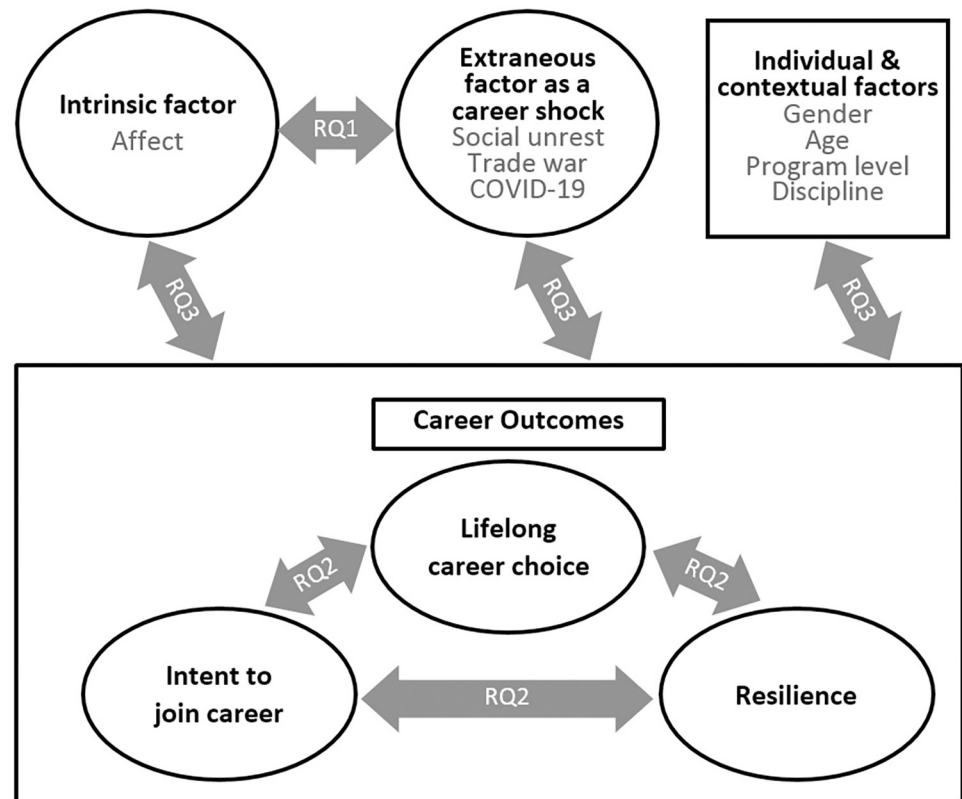 Intrinsic factor
Affect
RQ1
Extraneous
factor as a
career shock
Social unrest
Trade war
COVID-19
Individual &
contextual factors
Gender
Age
Program level
Discipline
RQ3
RQ3
RQ3
Career Outcomes
Lifelong
career choice
RQ2
RQ2
Intent to
join career
RQ2
Resilience